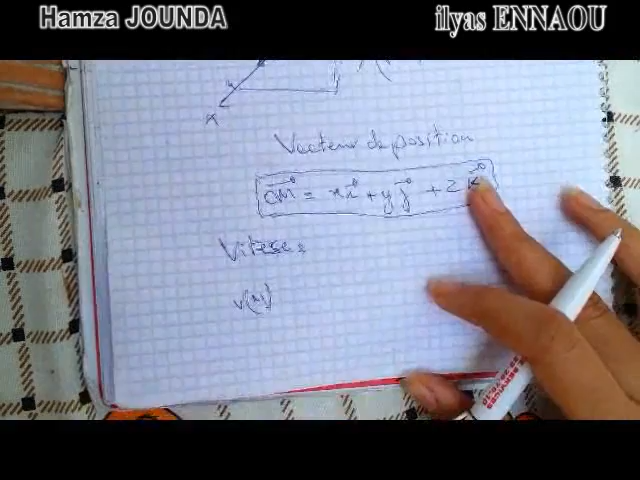 Hamza JOUNDA
ilyas ENNAOU
x
Vecteur de position
OM = xi + yj + zk
Vitesse
v(M)